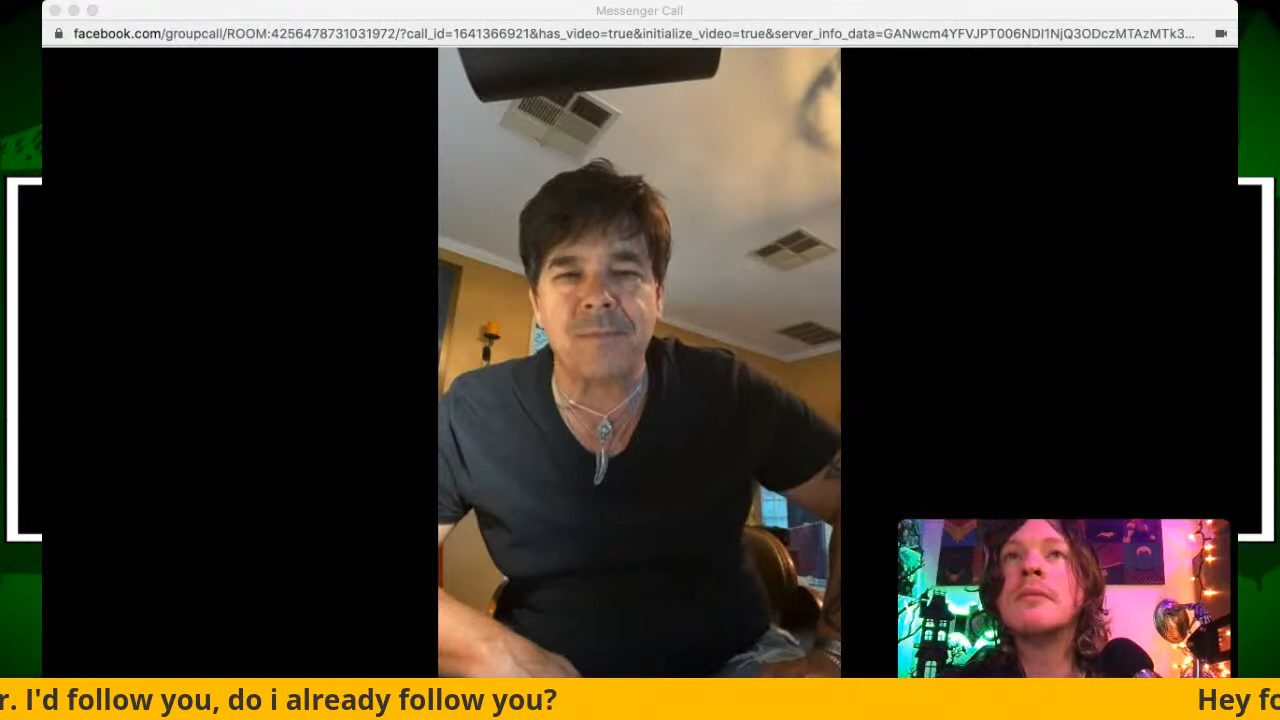 Messenger Call
facebook.com/groupcall/ROOM:4256478731031972/?call_id=1641366921&has_video=true&initialize_video=true&server_info_data=GANwcm4YFVJPT006NDI1NjQ3ODczMTAzMTk3...
r. I'd follow you, do i already follow you?
Hey fo